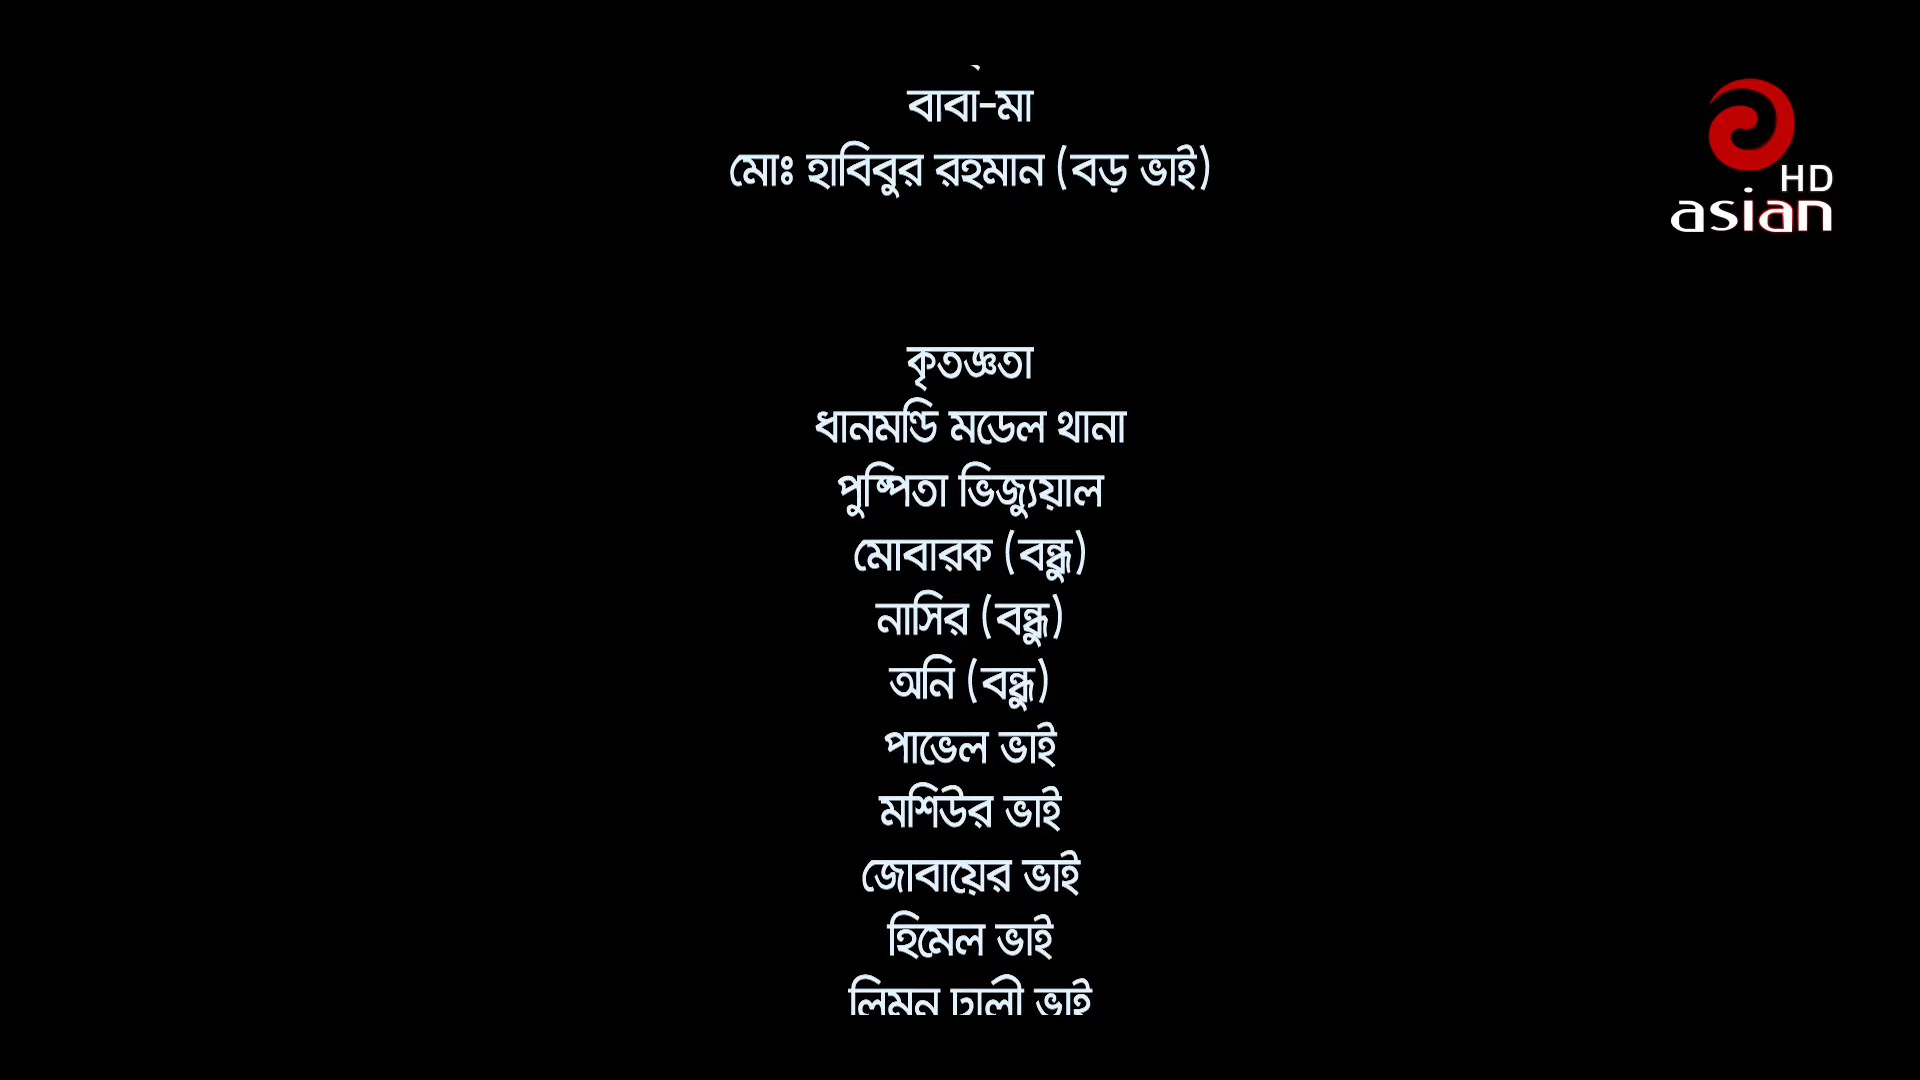 বাবা-মা
মোঃ হাবিবুর রহমান (বড় ভাই)
HD
asian
কৃতজ্ঞতা
ধানমন্ডি মডেল থানা
পুষ্পিতা ভিজ্যুয়াল
মোবারক (বন্ধু)
নাসির (বন্ধু)
অনি (বন্ধু)
পাভেল ভাই
মশিউর ভাই
জোবায়ের ভাই
হিমেল ভাই
লিমন ঢালী ভাই